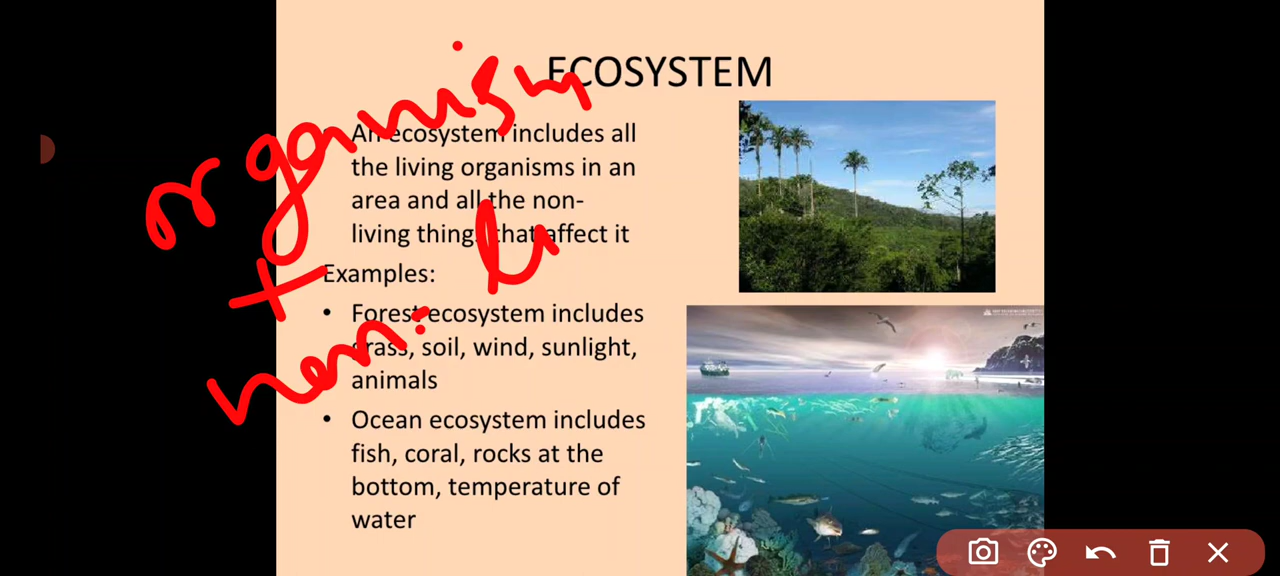 ECOSYSTEM
An ecosystem includes all
the living organisms in an
area and all the non-
living things that affect it
Examples:
• Forest ecosystem includes
grass, soil, wind, sunlight,
animals
• Ocean ecosystem includes
fish, coral, rocks at the
bottom, temperature of
water
organism
+
non-